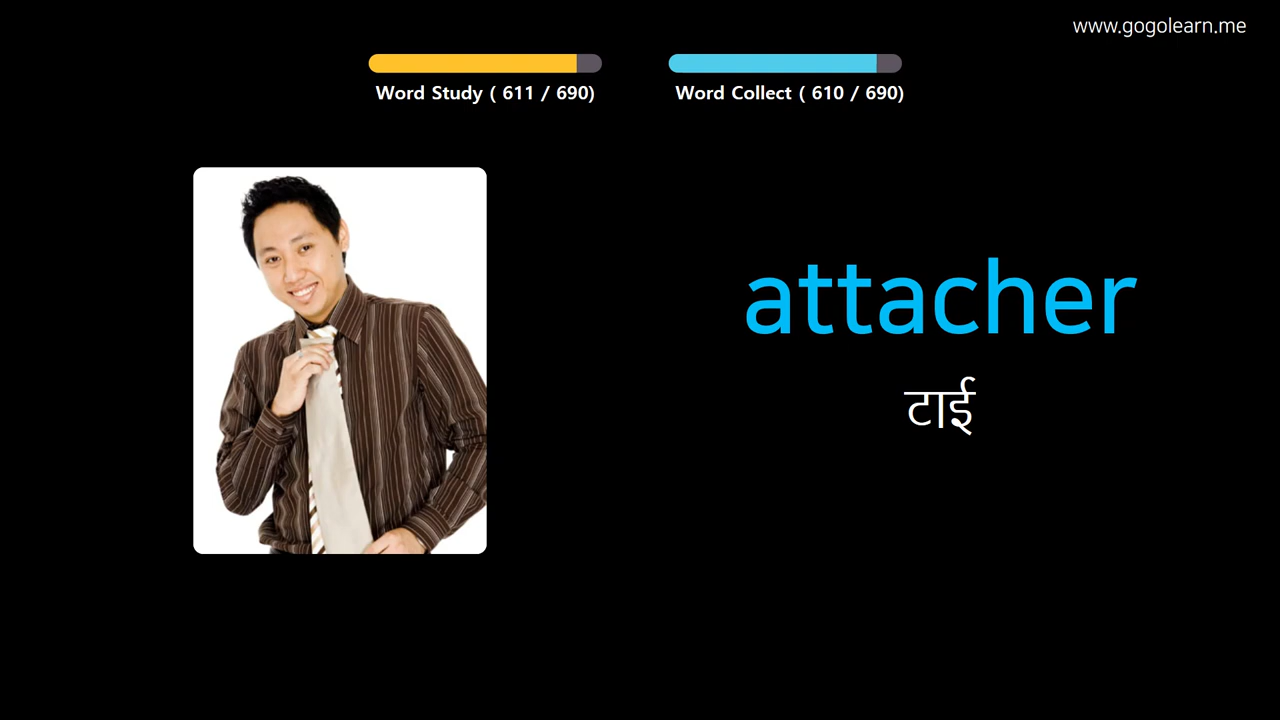 www.gogolearn.me
Word Study ( 611 / 690)
Word Collect ( 610 / 690)
attacher
टाई